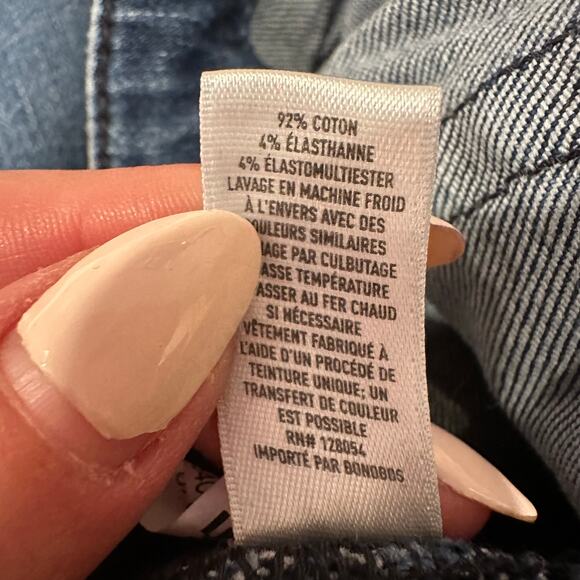 92% COTON
4% ÉLASTHANNE
4% ÉLASTOMULTIESTER
LAVAGE EN MACHINE FROID
À L'ENVERS AVEC DES
SIMILAIRES
PAR CULBUTAGE
TEMPÉRATURE
AU FER CHAUD
SI NÉCESSAIRE
VÊTEMENT FABRIQUÉ À
L'AIDE D'UN PROCÉDÉ DE
TEINTURE UNIQUE; UN
TRANSFERT DE COULEUR
EST POSSIBLE
RN# 128054
IMPORTÉ PAR BONOBOS